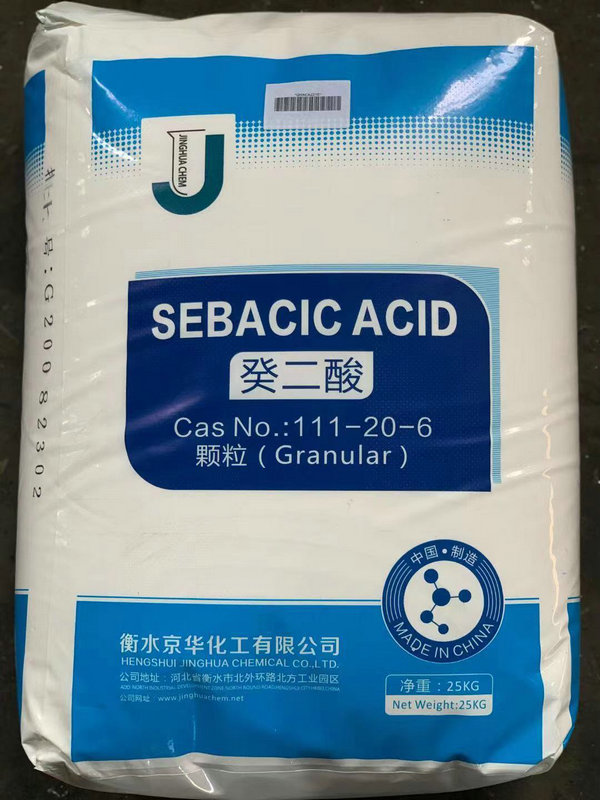 JINGHUA CHEM
批号:G20082302
SEBACIC ACID
癸二酸
Cas No.:111-20-6
颗粒(Granular)
中国·制造
MADE IN CHINA
衡水京华化工有限公司
HENGSHUI JINGHUA CHEMICAL CO.,LTD.
公司地址:河北省衡水市北外环路北方工业园区
公司网址:www.jinghuachem.net
净重:25KG
Net Weight:25KG